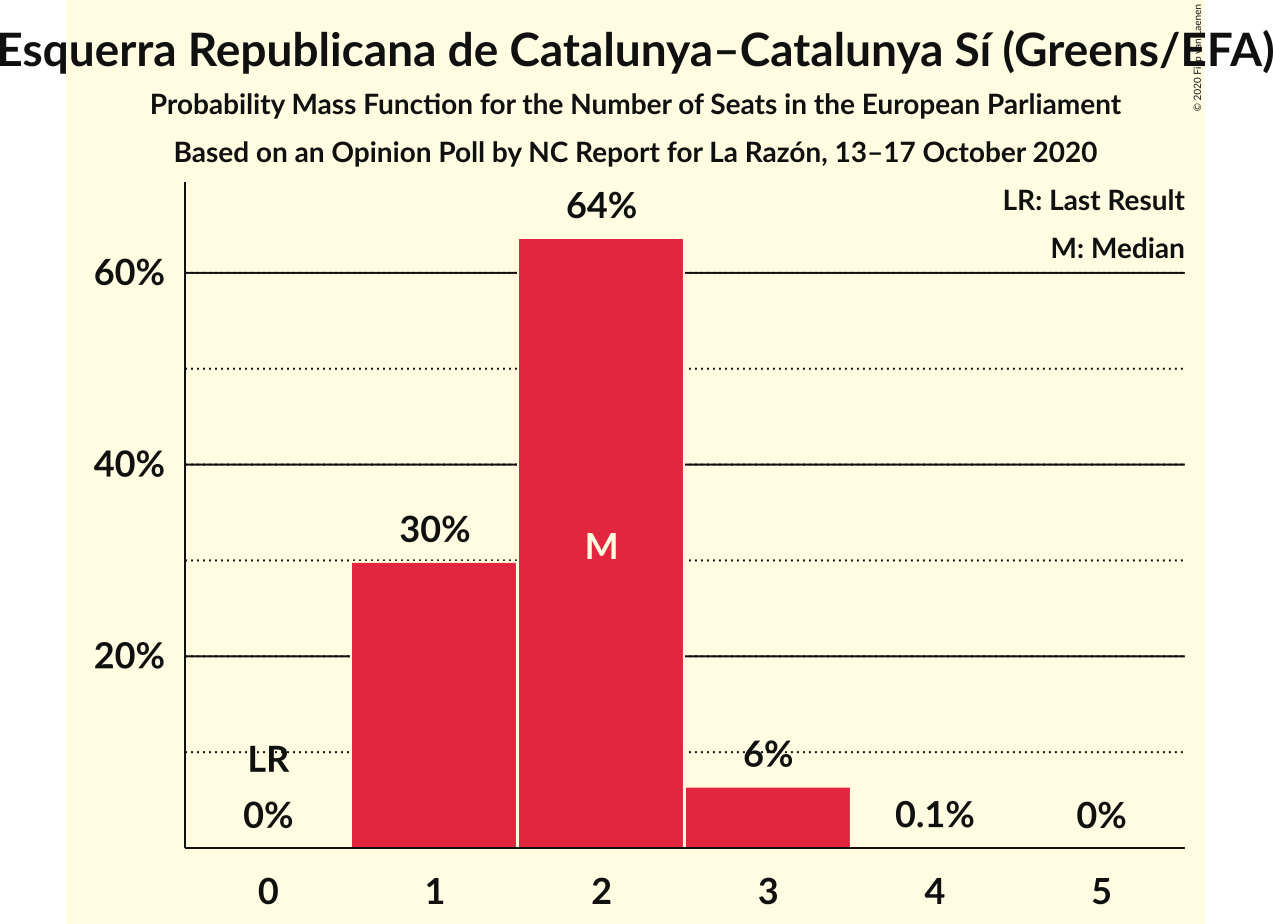 Esquerra Republicana de Catalunya–Catalunya Sí (Greens/EFA)
Probability Mass Function for the Number of Seats in the European Parliament
Based on an Opinion Poll by NC Report for La Razón, 13–17 October 2020
© 2020
LR: Last Result
M: Median
64%
60%
40%
30%
M
20%
LR
6%
0%
0.1%
0%
0 1 2 3 4 5